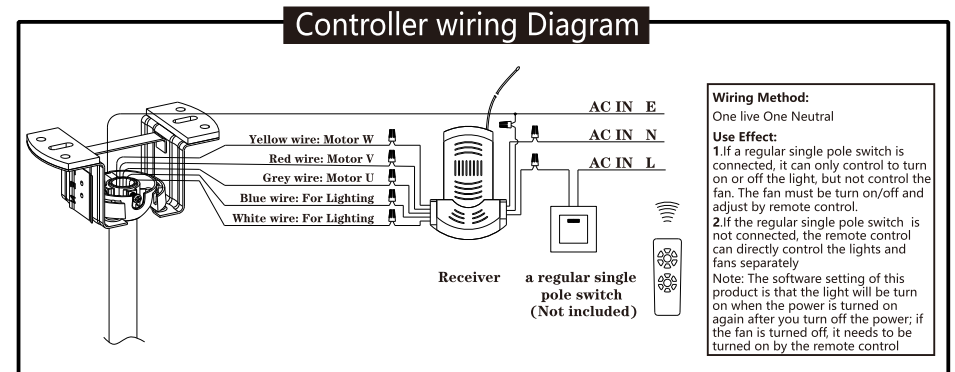 Controller wiring Diagram
AC IN E
AC IN N
AC IN L
Yellow wire: Motor W
Red wire: Motor V
Grey wire: Motor U
Blue wire: For Lighting
White wire: For Lighting
Receiver
a regular single
pole switch
(Not included)
Wiring Method:
One live One Neutral
Use Effect:
1.If a regular single pole switch is
connected, it can only control to turn
on or off the light, but not control the
fan. The fan must be turn on/off and
adjust by remote control.
2.If the regular single pole switch is
not connected, the remote control
can directly control the lights and
fans separately
Note: The software setting of this
product is that the light will be turn
on when the power is turned on
again after you turn off the power; if
the fan is turned off, it needs to be
turned on by the remote control